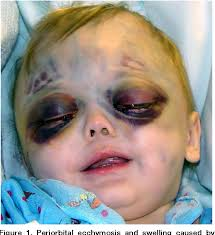 Figure 1. Periorbital ecchymosis and swelling caused by